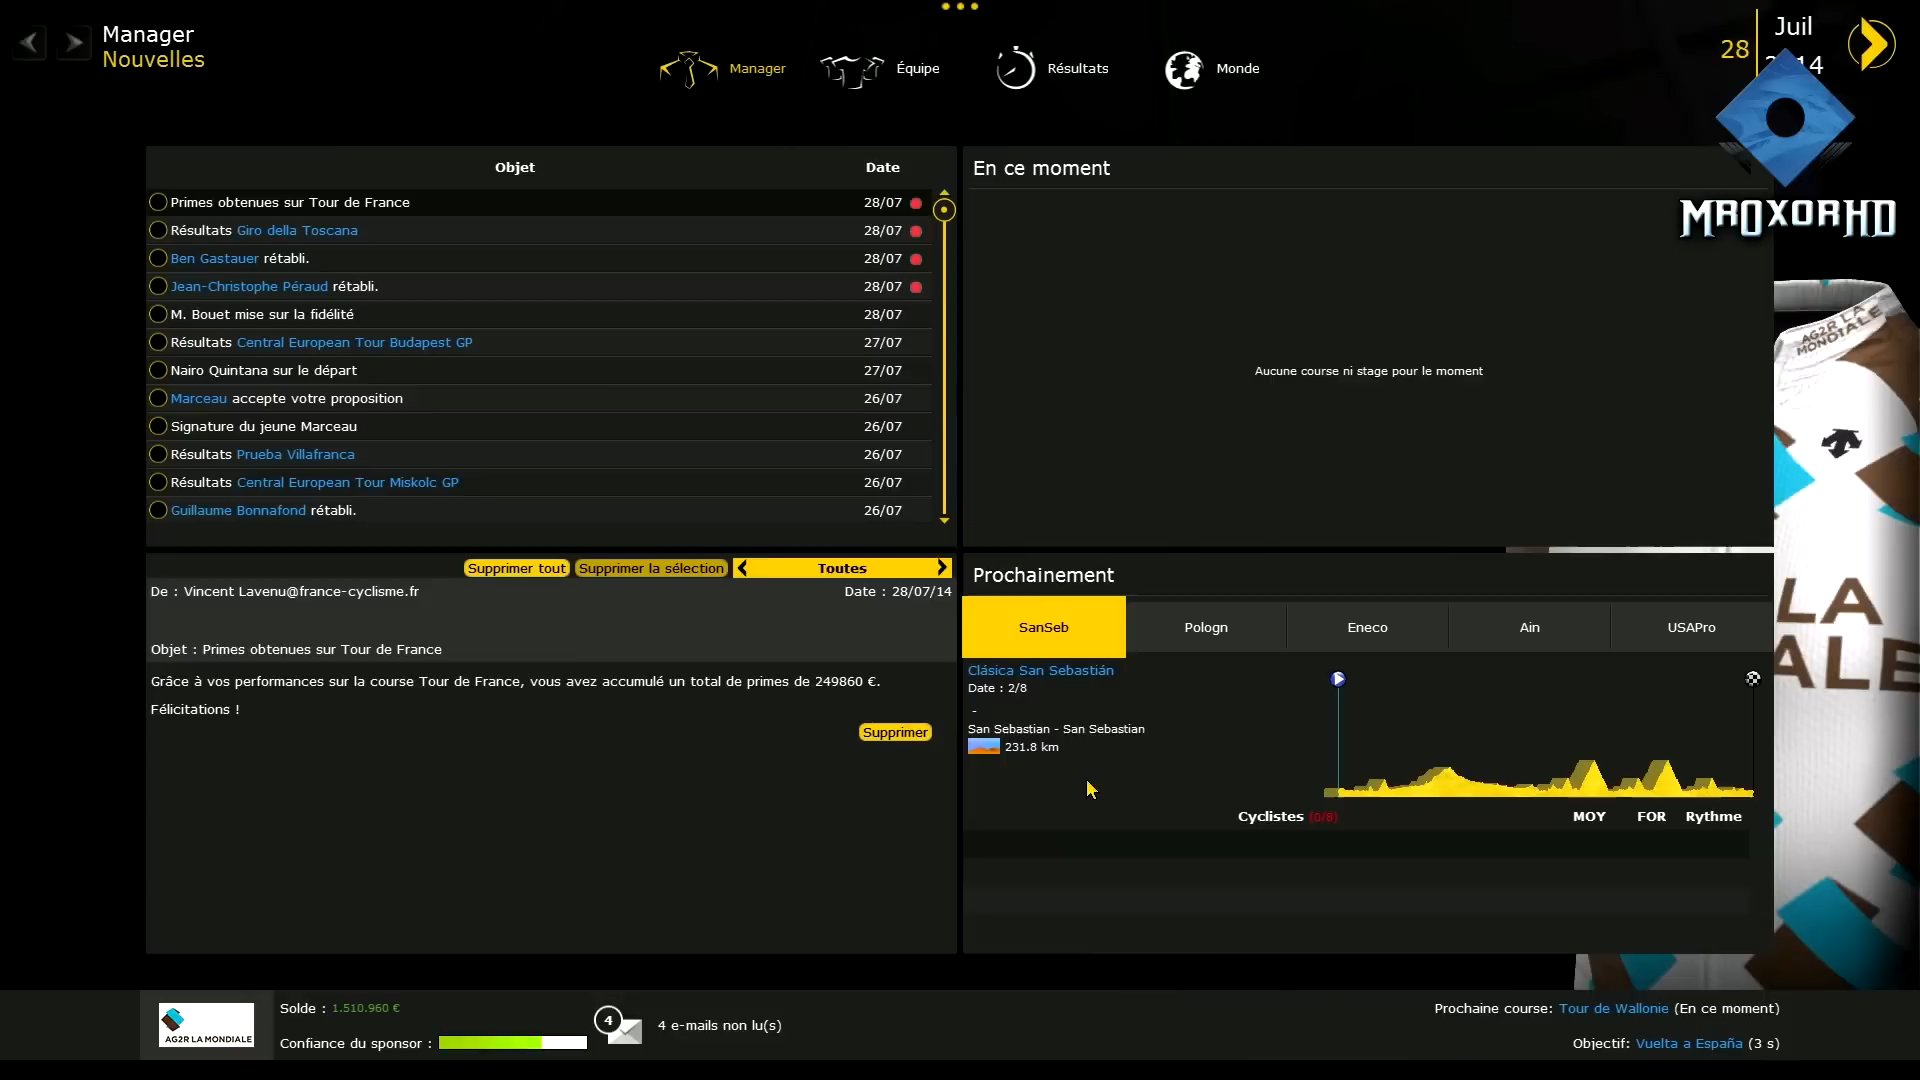 Manager
Nouvelles
Manager
Équipe
Résultats
Monde
28
Juil
MROXORHD
Objet Date
Primes obtenues sur Tour de France 28/07
Résultats Giro della Toscana 28/07
Ben Gastauer rétabli. 28/07
Jean-Christophe Péraud rétabli. 28/07
M. Bouet mise sur la fidélité 28/07
Résultats Central European Tour Budapest GP 27/07
Nairo Quintana sur le départ 27/07
Marceau accepte votre proposition 26/07
Signature du jeune Marceau 26/07
Résultats Prueba Villafranca 26/07
Résultats Central European Tour Miskolc GP 26/07
Guillaume Bonnafond rétabli. 26/07
En ce moment
Aucune course ni stage pour le moment
Supprimer tout Supprimer la sélection Toutes
De : Vincent Lavenu@france-cyclisme.fr Date : 28/07/14
Objet : Primes obtenues sur Tour de France
Grâce à vos performances sur la course Tour de France, vous avez accumulé un total de primes de 249860 €.
Félicitations !
Supprimer
Prochainement
SanSeb Pologn Eneco Ain USAPro
Clásica San Sebastián
Date : 2/8
-
San Sebastian - San Sebastian
231.8 km
Cyclistes (0/8) MOY FOR Rythme
AG2R LA
MONDIALE
LA
ALE
AG2R LA MONDIALE
Solde : 1.510.960 €
Confiance du sponsor :
4
4 e-mails non lu(s)
Prochaine course: Tour de Wallonie (En ce moment)
Objectif: Vuelta a España (3 s)